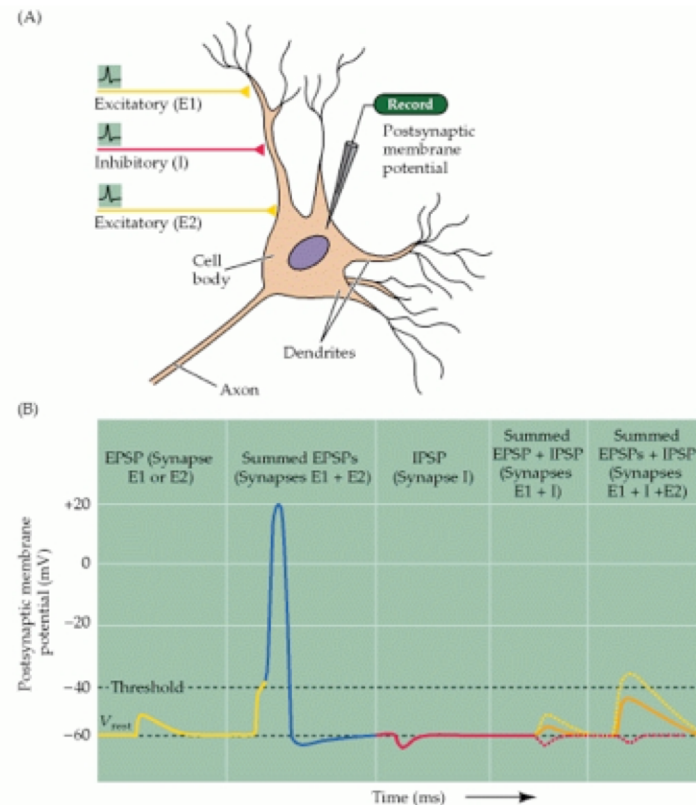 (A)
Excitatory (E1)
Inhibitory (I)
Excitatory (E2)
Record
Postsynaptic
membrane
potential
Cell
body
Dendrites
Axon
(B)
EPSP (Synapse
E1 or E2)
Summed EPSPs
(Synapses E1 + E2)
IPSP
(Synapse I)
Summed
EPSP + IPSP
(Synapses
E1 + I)
Summed
EPSPs + IPSP
(Synapses
E1 + I +E2)
Postsynaptic membrane
potential (mV)
+20
0
−20
−40
−60
Threshold
Vrest
Time (ms)